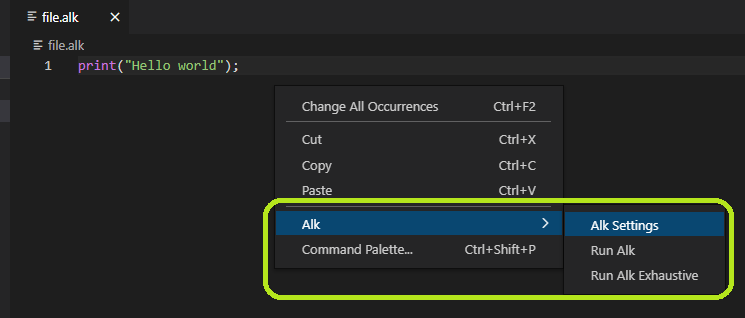 file.alk
file.alk
1 print("Hello world");
Change All Occurrences Ctrl+F2
Cut Ctrl+X
Copy Ctrl+C
Paste Ctrl+V
Alk
Command Palette... Ctrl+Shift+P
Alk Settings
Run Alk
Run Alk Exhaustive